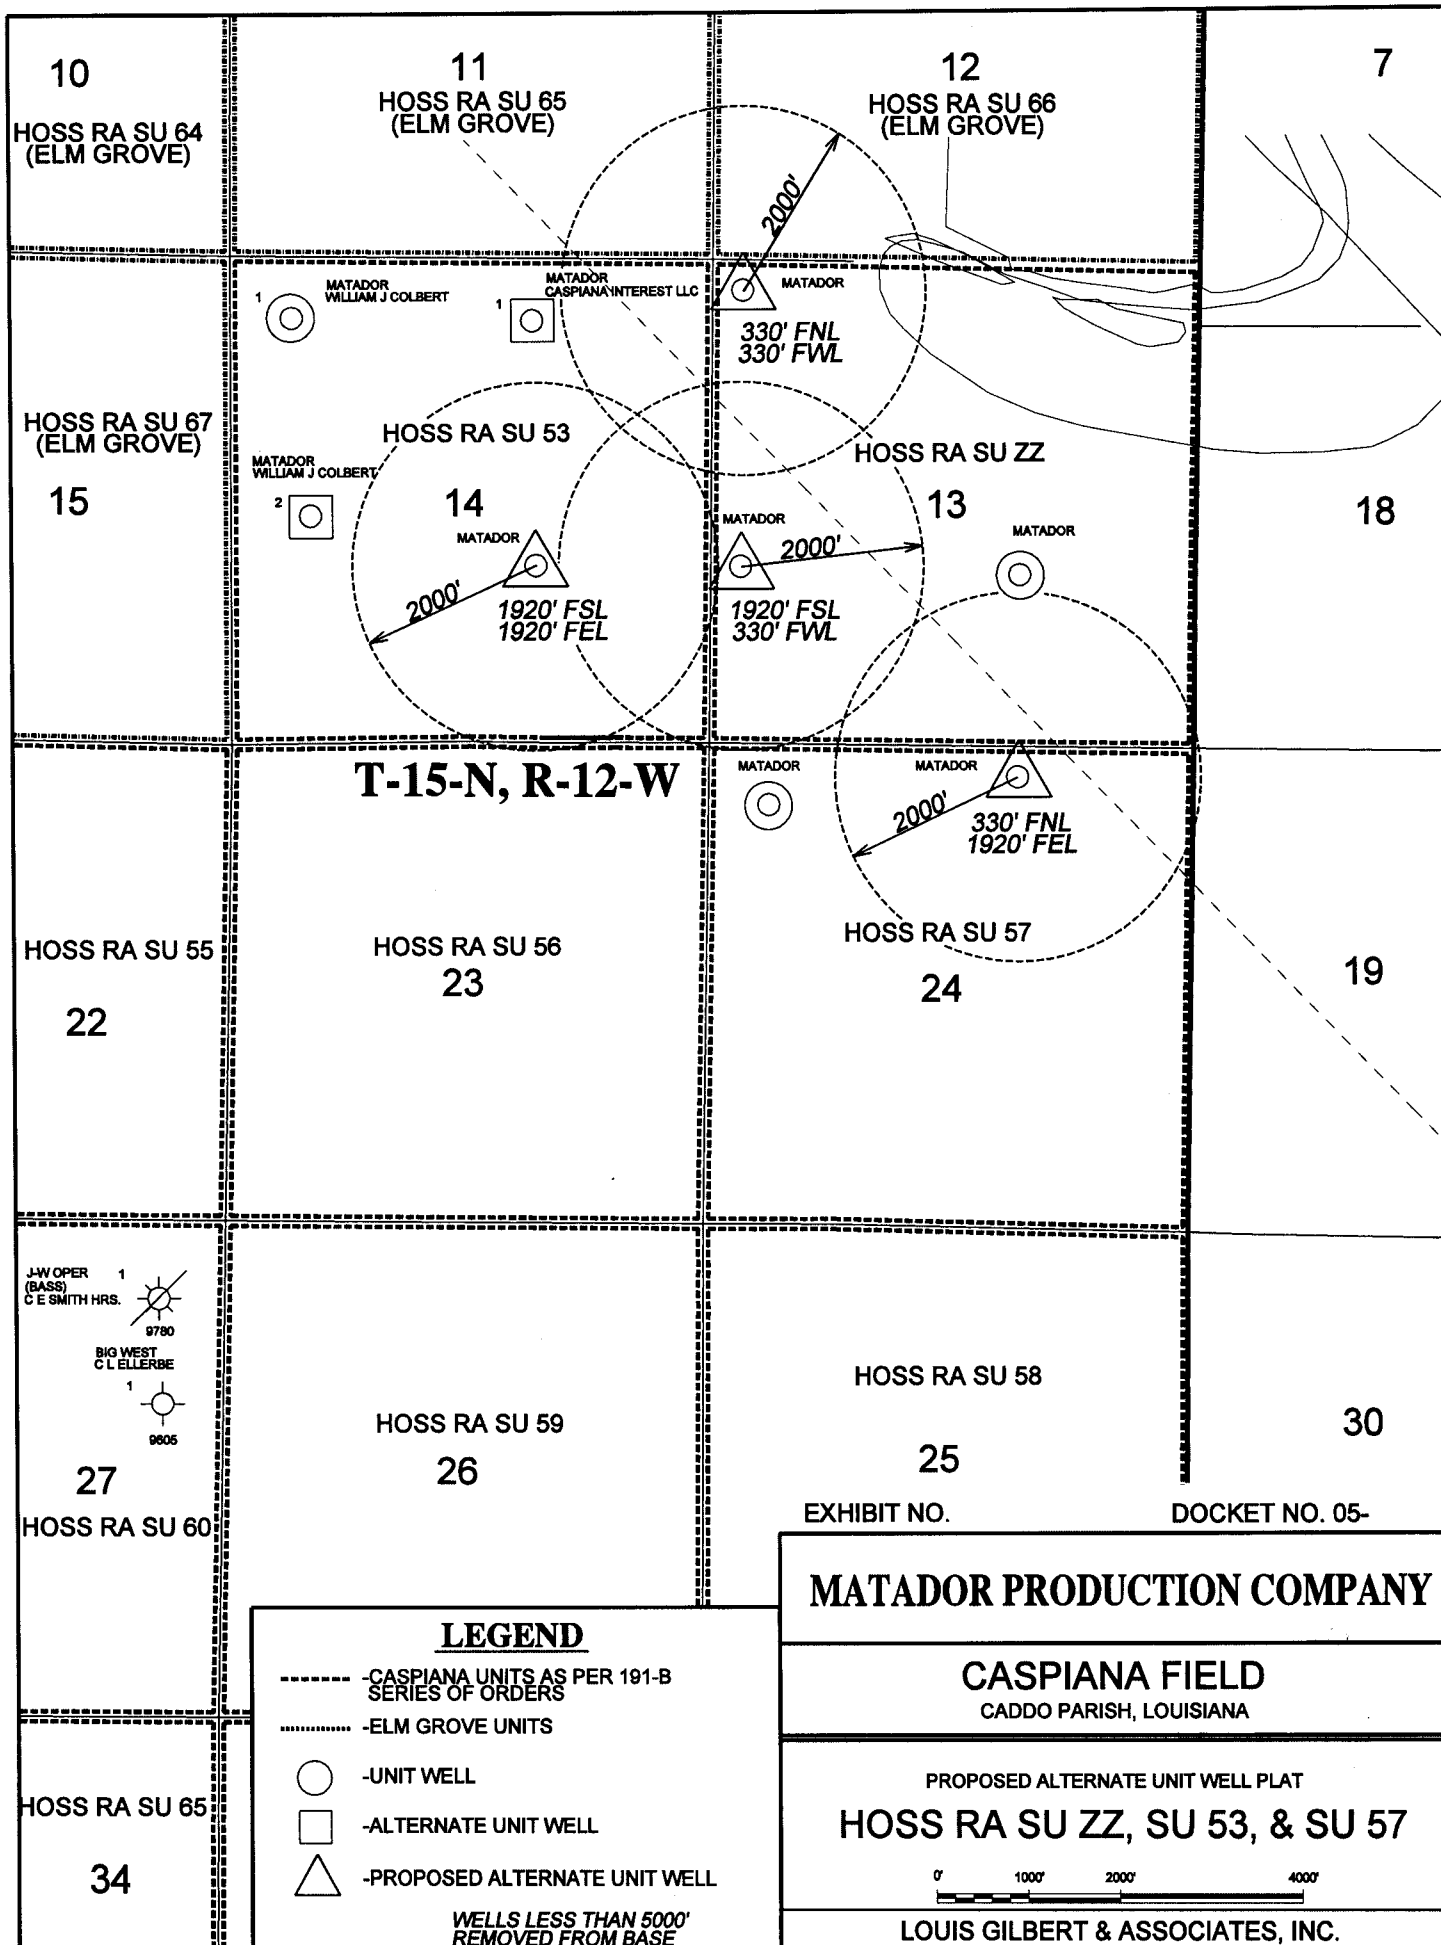 10
HOSS RA SU 64
(ELM GROVE)
11
HOSS RA SU 65
(ELM GROVE)
12
HOSS RA SU 66
(ELM GROVE)
7
2000'
1
MATADOR
WILLIAM J COLBERT
MATADOR
CASPIANA INTEREST LLC
1
MATADOR
330' FNL
330' FWL
HOSS RA SU 67
(ELM GROVE)
15
HOSS RA SU 53
14
MATADOR
WILLIAM J COLBERT
2
MATADOR
2000'
1920' FSL
1920' FEL
HOSS RA SU ZZ
13
MATADOR
2000'
1920' FSL
330' FWL
MATADOR
18
T-15-N, R-12-W
MATADOR
MATADOR
2000'
330' FNL
1920' FEL
HOSS RA SU 55
22
HOSS RA SU 56
23
HOSS RA SU 57
24
19
J-W OPER
(BASS)
C E SMITH HRS.
1
9780
BIG WEST
C L ELLERBE
1
9605
27
HOSS RA SU 60
HOSS RA SU 59
26
HOSS RA SU 58
25
30
EXHIBIT NO.
DOCKET NO. 05-
MATADOR PRODUCTION COMPANY
CASPIANA FIELD
CADDO PARISH, LOUISIANA
PROPOSED ALTERNATE UNIT WELL PLAT
HOSS RA SU ZZ, SU 53, & SU 57
0' 1000' 2000' 4000'
LOUIS GILBERT & ASSOCIATES, INC.
HOSS RA SU 65
34
LEGEND
-CASPIANA UNITS AS PER 191-B
SERIES OF ORDERS
-ELM GROVE UNITS
-UNIT WELL
-ALTERNATE UNIT WELL
-PROPOSED ALTERNATE UNIT WELL
WELLS LESS THAN 5000'
REMOVED FROM BASE